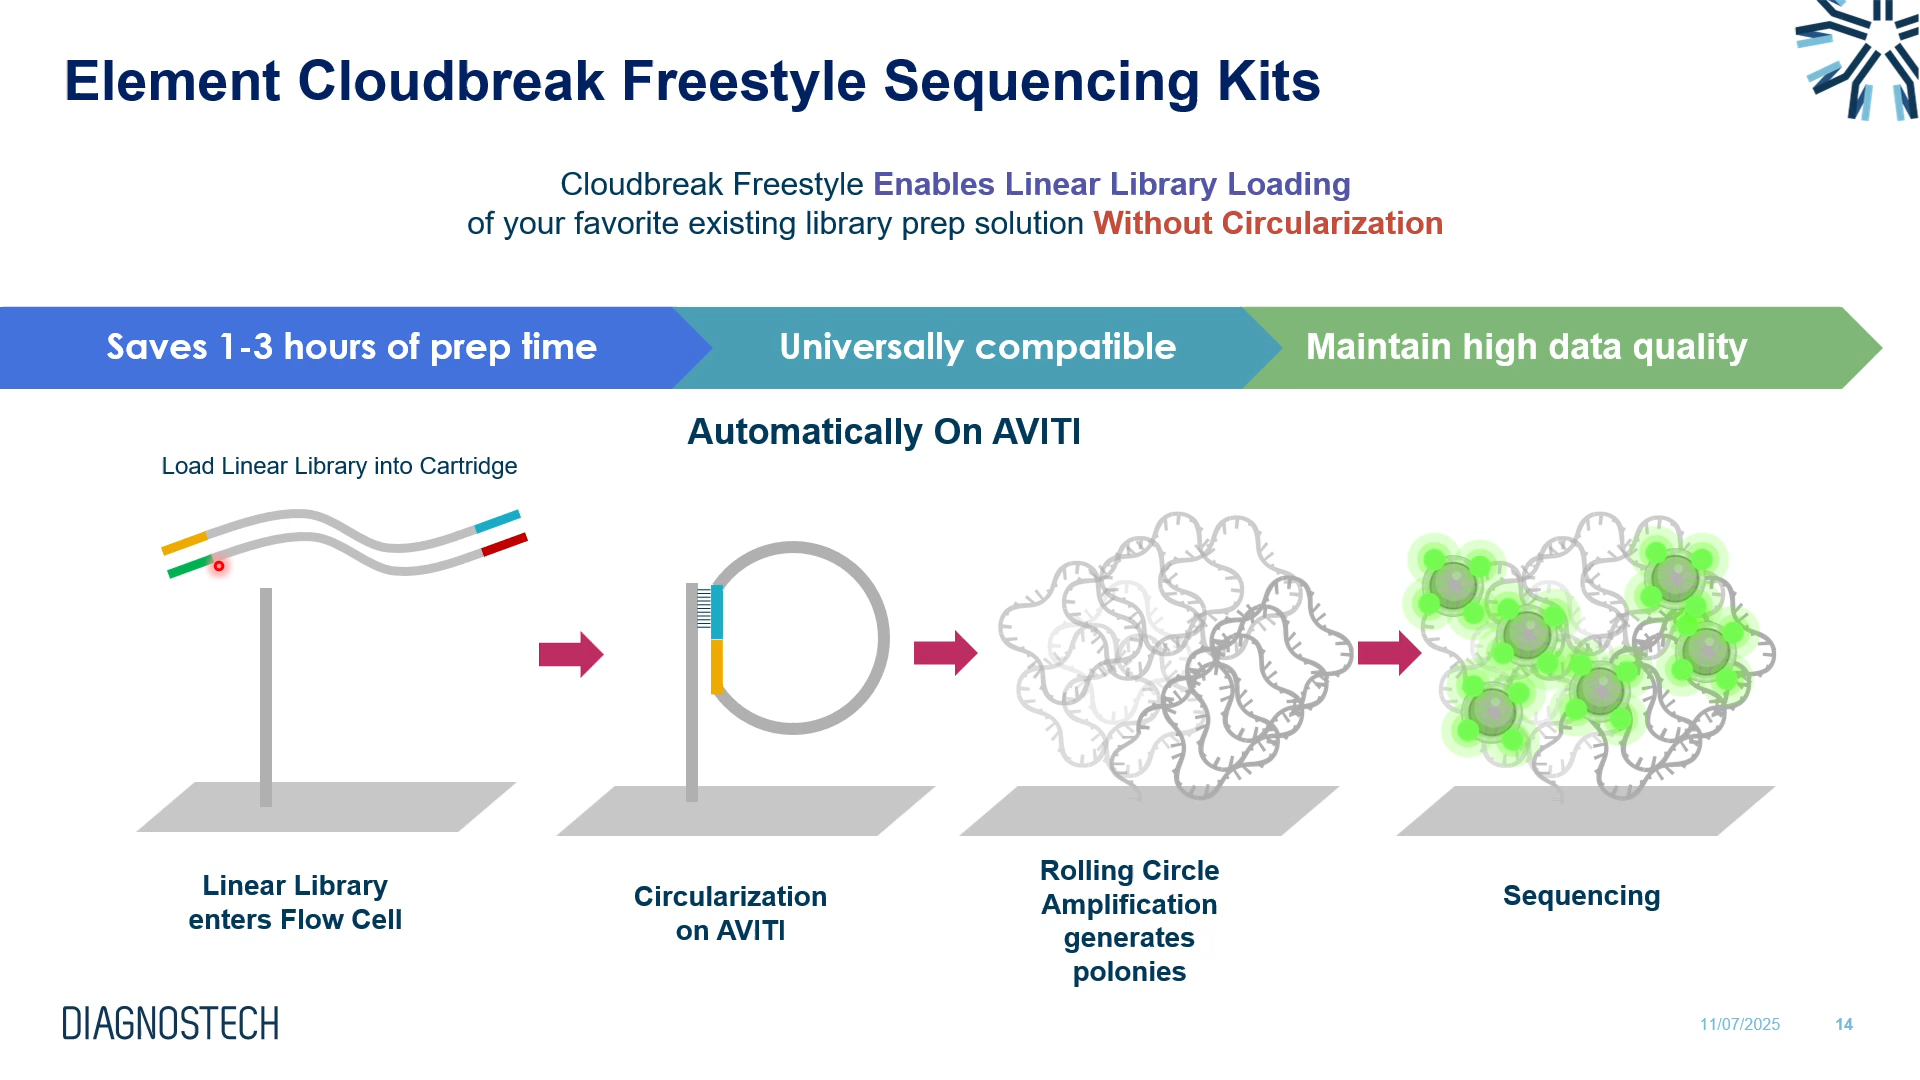 Element Cloudbreak Freestyle Sequencing Kits
Cloudbreak Freestyle Enables Linear Library Loading
of your favorite existing library prep solution Without Circularization
Saves 1-3 hours of prep time
Universally compatible
Maintain high data quality
Automatically On AVITI
Load Linear Library into Cartridge
Linear Library
enters Flow Cell
Circularization
on AVITI
Rolling Circle
Amplification
generates
polonies
Sequencing
DIAGNOSTECH
11/07/2025
14